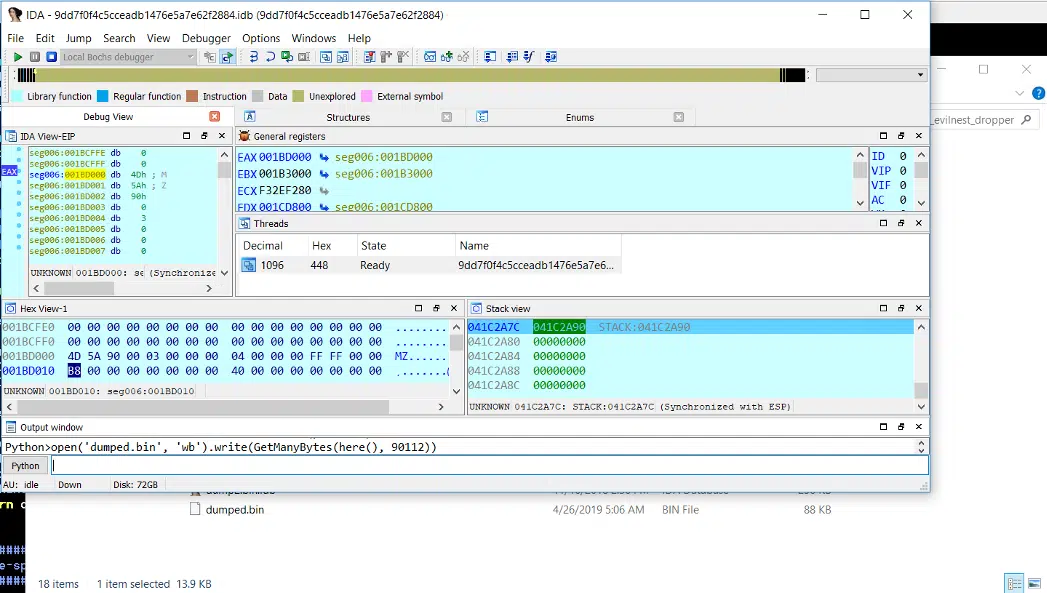 IDA - 9dd7f0f4c5cceadb1476e5a7e62f2884.idb (9dd7f0f4c5cceadb1476e5a7e62f2884)
File Edit Jump Search View Debugger Options Windows Help
Local Bochs debugger
Library function Regular function Instruction Data Unexplored External symbol
Debug View Structures Enums
_evilnest_dropper
IDA View-EIP
seg006:001BCFFE db 0
seg006:001BCFFF db 0
seg006:001BD000 db 4Dh ; M
seg006:001BD001 db 5Ah ; Z
seg006:001BD002 db 90h
seg006:001BD003 db 0
seg006:001BD004 db 3
seg006:001BD005 db 0
seg006:001BD006 db 0
seg006:001BD007 db 0
EAX
UNKNOWN 001BD000: se (Synchronize
General registers
EAX 001BD000 seg006:001BD000
EBX 001B3000 seg006:001B3000
ECX F32EF280
EDX 001CD800 seg006:001CD800
ID 0
VIP 0
VIF 0
AC 0
Threads
Decimal Hex State Name
1096 448 Ready 9dd7f0f4c5cceadb1476e5a7e6...
Hex View-1
001BCFE0 00 00 00 00 00 00 00 00 00 00 00 00 00 00 00 00 ........
001BCFF0 00 00 00 00 00 00 00 00 00 00 00 00 00 00 00 00 ........
001BD000 4D 5A 90 00 03 00 00 00 04 00 00 00 FF FF 00 00 MZ......
001BD010 B8 00 00 00 00 00 00 00 40 00 00 00 00 00 00 00 .......(
UNKNOWN 001BD010: seg006:001BD010
Stack view
041C2A7C 041C2A90 STACK:041C2A90
041C2A80 00000000
041C2A84 00000000
041C2A88 00000000
041C2A8C 00000000
UNKNOWN 041C2A7C: STACK:041C2A7C (Synchronized with ESP)
Output window
Python>open('dumped.bin', 'wb').write(GetManyBytes(here(), 90112))
Python
AU: idle Down Disk: 72GB
dumped.bin 4/26/2019 5:06 AM BIN File 88 KB
rn
####
e-sp
####
18 items 1 item selected 13.9 KB